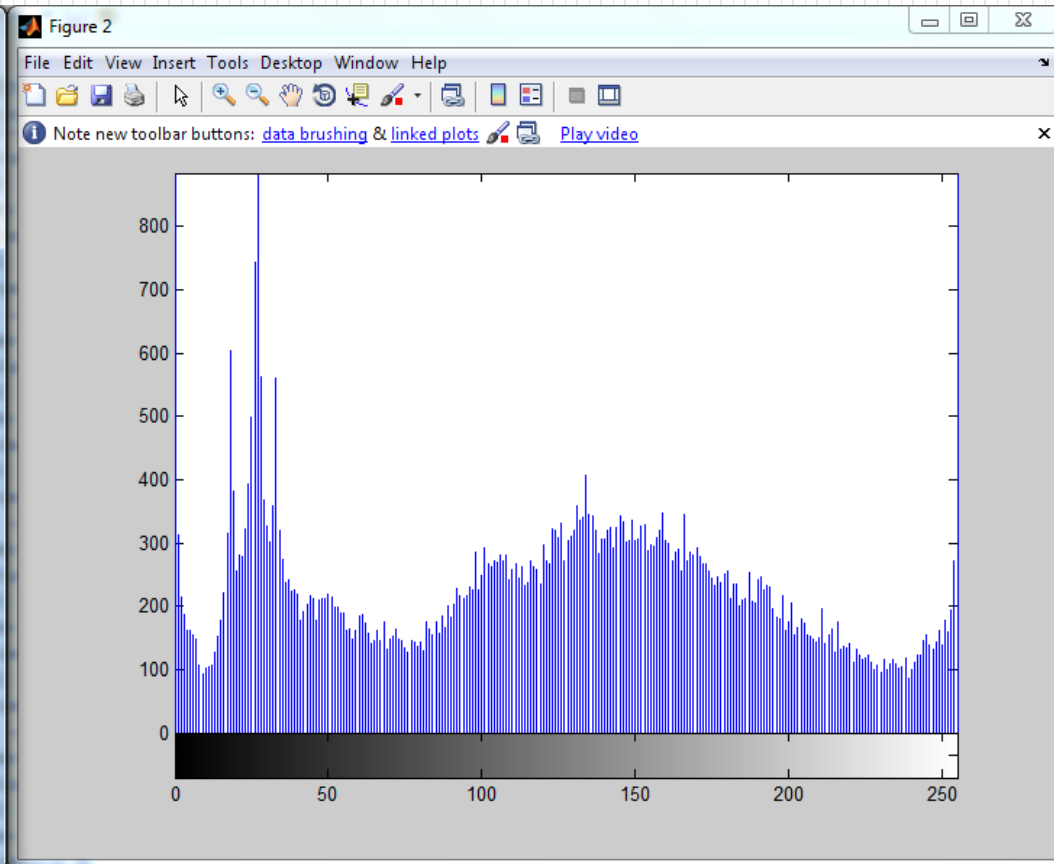 Figure 2
File Edit View Insert Tools Desktop Window Help
Note new toolbar buttons: data brushing & linked plots Play video
800
700
600
500
400
300
200
100
0
0 50 100 150 200 250